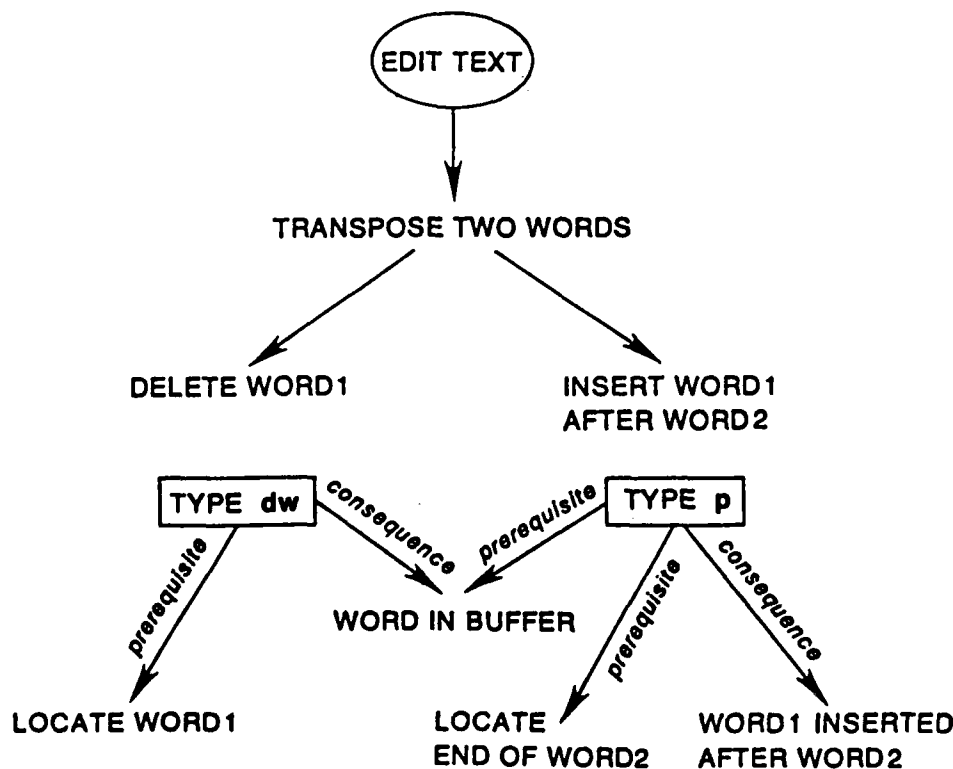 EDIT TEXT
TRANSPOSE TWO WORDS
DELETE WORD1
INSERT WORD1
AFTER WORD2
TYPE dw
consequence
prerequisite
TYPE p
prerequisite
WORD IN BUFFER
prerequisite
consequence
LOCATE WORD1
LOCATE
END OF WORD2
WORD1 INSERTED
AFTER WORD2